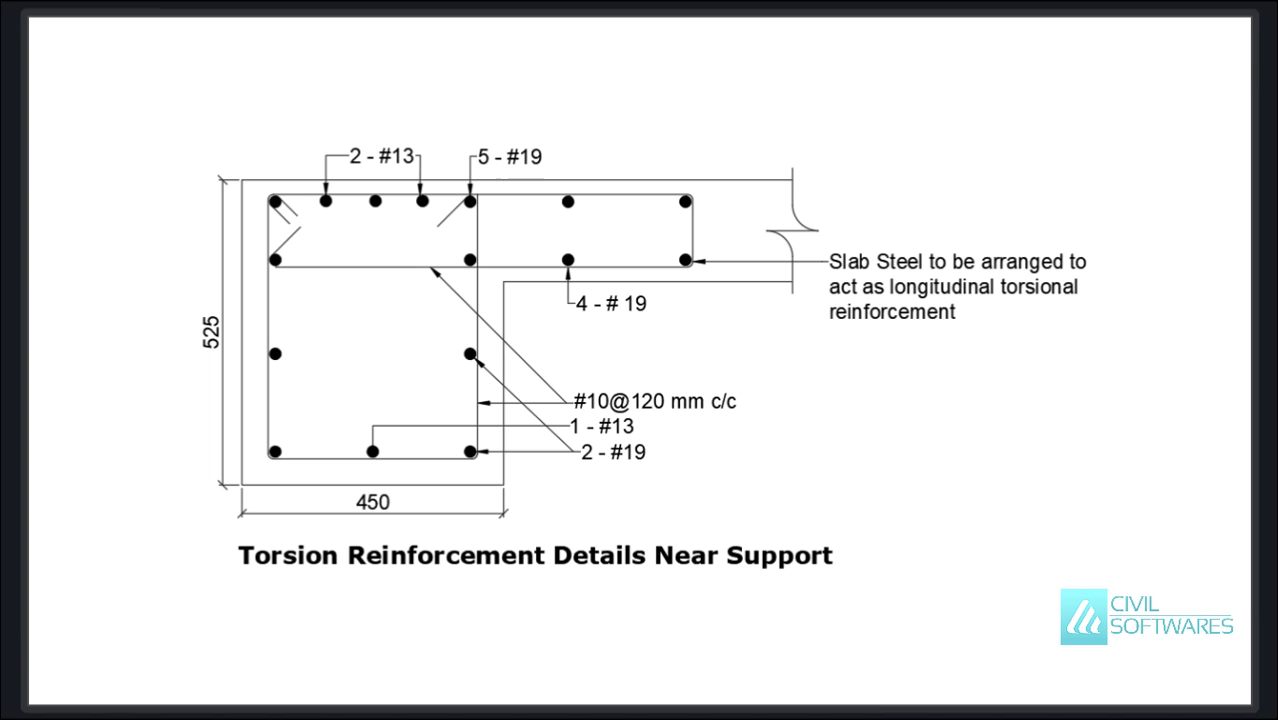 2 - #13
5 - #19
Slab Steel to be arranged to
act as longitudinal torsional
reinforcement
4 - # 19
525
#10@120 mm c/c
1 - #13
2 - #19
450
Torsion Reinforcement Details Near Support
CIVIL
SOFTWARES